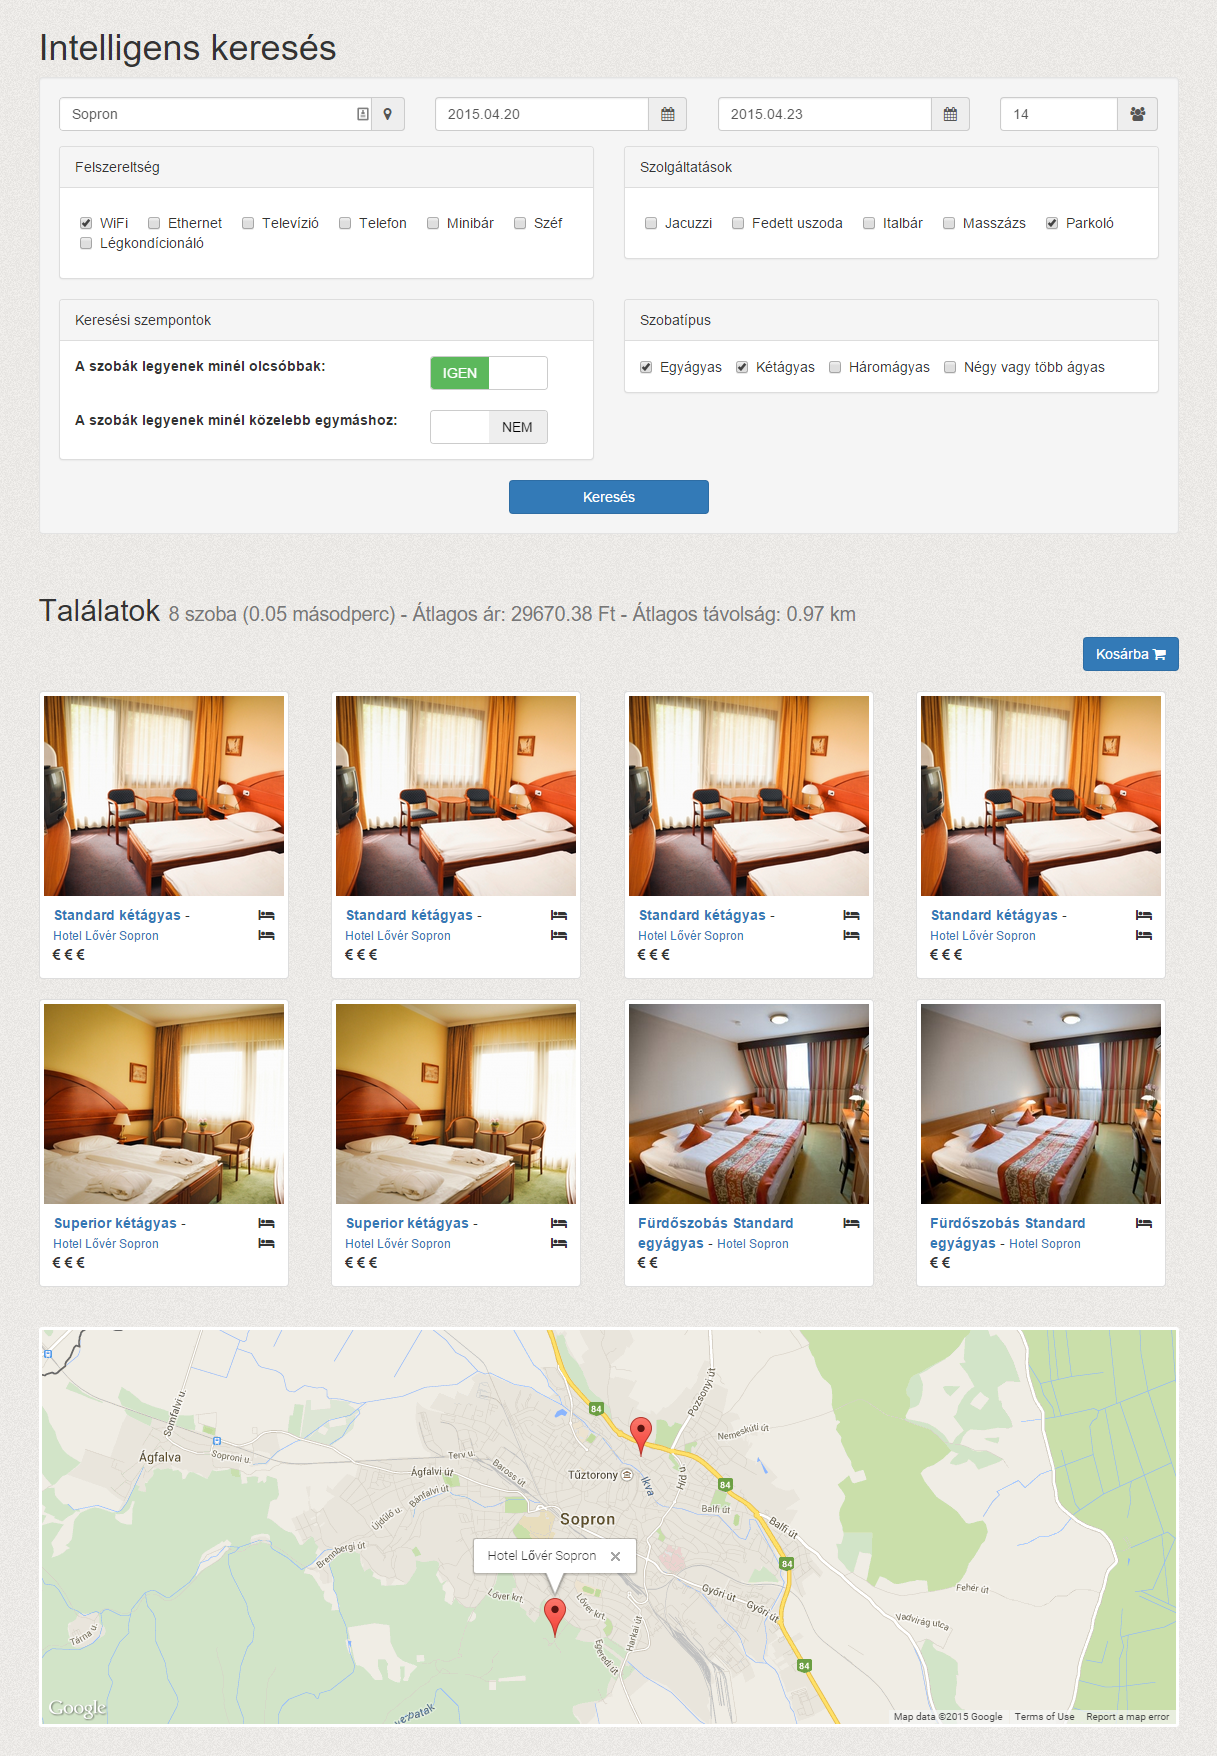 Intelligens keresés
Sopron
2015.04.20
2015.04.23
14
Felszereltség
WiFi Ethernet Televízió Telefon Minibár Széf
Légkondícionáló
Szolgáltatások
Jacuzzi Fedett uszoda Italbár Masszázs Parkoló
Keresési szempontok
A szobák legyenek minél olcsóbbak:
IGEN
A szobák legyenek minél közelebb egymáshoz:
NEM
Szobatípus
Egyágyas Kétágyas Háromágyas Négy vagy több ágyas
Keresés
Találatok 8 szoba (0.05 másodperc) - Átlagos ár: 29670.38 Ft - Átlagos távolság: 0.97 km
Kosárba
Standard kétágyas -
Hotel Lővér Sopron
€ € €
Standard kétágyas -
Hotel Lővér Sopron
€ € €
Standard kétágyas -
Hotel Lővér Sopron
€ € €
Standard kétágyas -
Hotel Lővér Sopron
€ € €
Superior kétágyas -
Hotel Lővér Sopron
€ € €
Superior kétágyas -
Hotel Lővér Sopron
€ € €
Fürdőszobás Standard
egyágyas - Hotel Sopron
€ €
Fürdőszobás Standard
egyágyas - Hotel Sopron
€ €
Somfalvi u.
Pozsonyi út
84
Nemeskúti út
Ágfalva
Soproni u.
Terv u.
Baross út
Ágfalvi út
Tűztorony
Ikva
Híd u.
84
Bánfalvi út
Újdűlő u.
Balfi út
Balfi út
Sopron
Brennbergi út
Hotel Lővér Sopron
84
Lővér krt.
Lővér krt.
Győri út
Győri út
Fehér út
Vadvirág utca
Tárna u.
Harkai út
Egeredi út
84
Google
Map data ©2015 Google
Terms of Use
Report a map error